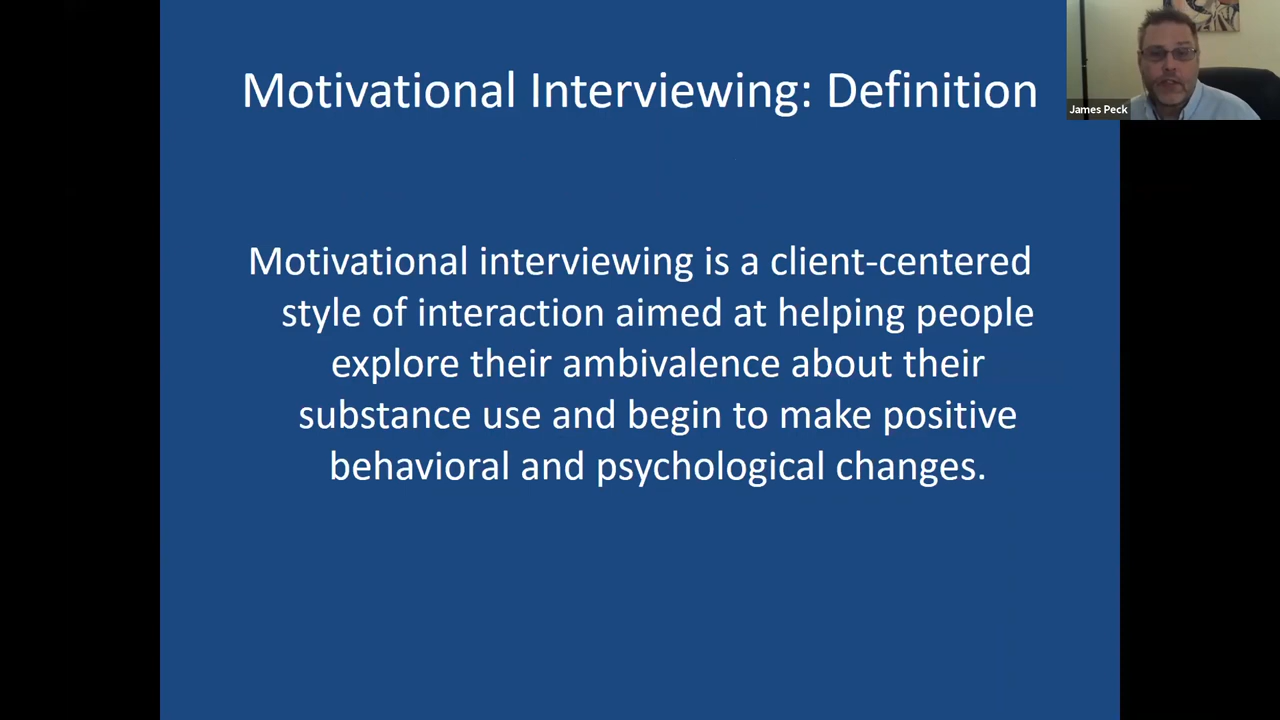 Motivational Interviewing: Definition
James Peck
Motivational interviewing is a client-centered
style of interaction aimed at helping people
explore their ambivalence about their
substance use and begin to make positive
behavioral and psychological changes.